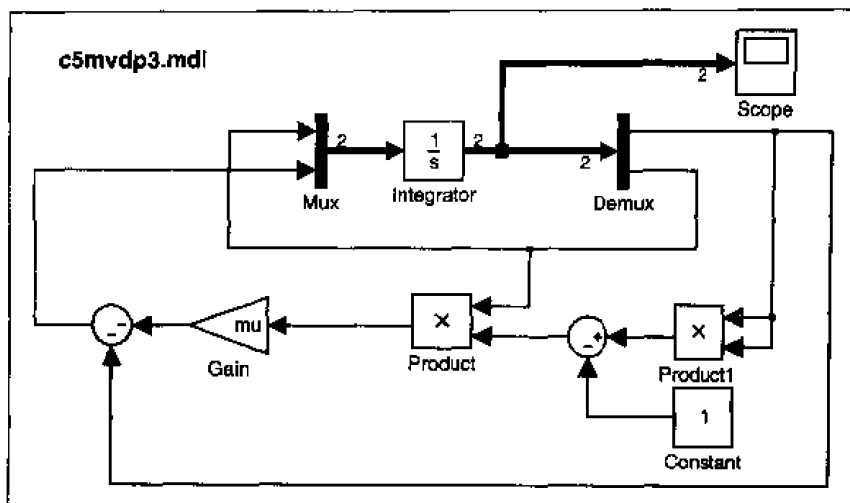 c5mvdp3.mdl
2
Scope
2
1
s
2
2
Mux
Integrator
Demux
mu
Gain
×
Product
- -
- +
×
Product1
1
Constant